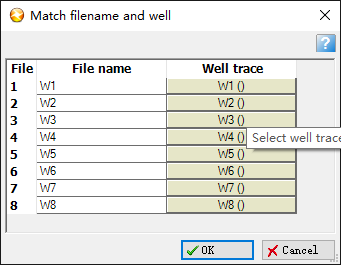 Match filename and well
?
File File name Well trace
1 W1 W1 ()
2 W2 W2 ()
3 W3 W3 ()
4 W4 W4 ()
Select well trace
5 W5 W5 ()
6 W6 W6 ()
7 W7 W7 ()
8 W8 W8 ()
OK Cancel